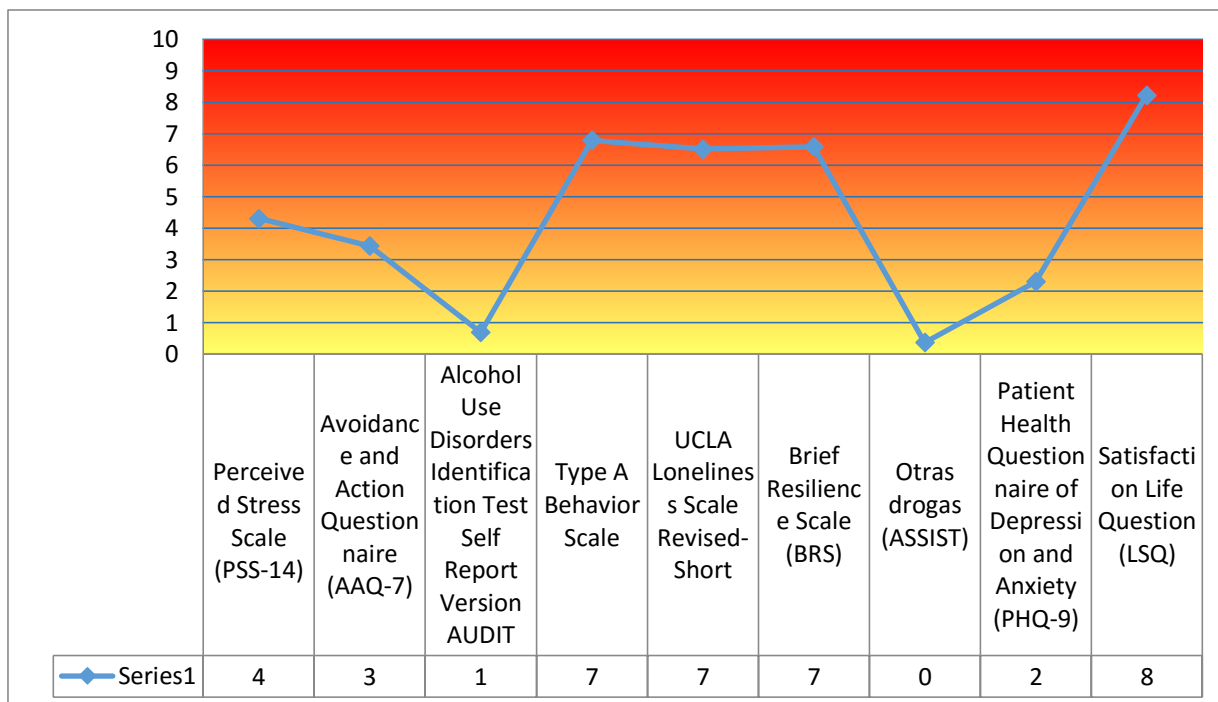 10
9
8
7
6
5
4
3
2
1
0
Perceive
d Stress
Scale
(PSS-14)
Avoidanc
e and
Action
Question
naire
(AAQ-7)
Alcohol
Use
Disorders
Identifica
tion Test
Self
Report
Version
AUDIT
Type A
Behavior
Scale
UCLA
Lonelines
s Scale
Revised-
Short
Brief
Resilienc
e Scale
(BRS)
Otras
drogas
(ASSIST)
Patient
Health
Question
naire of
Depressi
on and
Anxiety
(PHQ-9)
Satisfacti
on Life
Question
(LSQ)
Series1 4 3 1 7 7 7 0 2 8